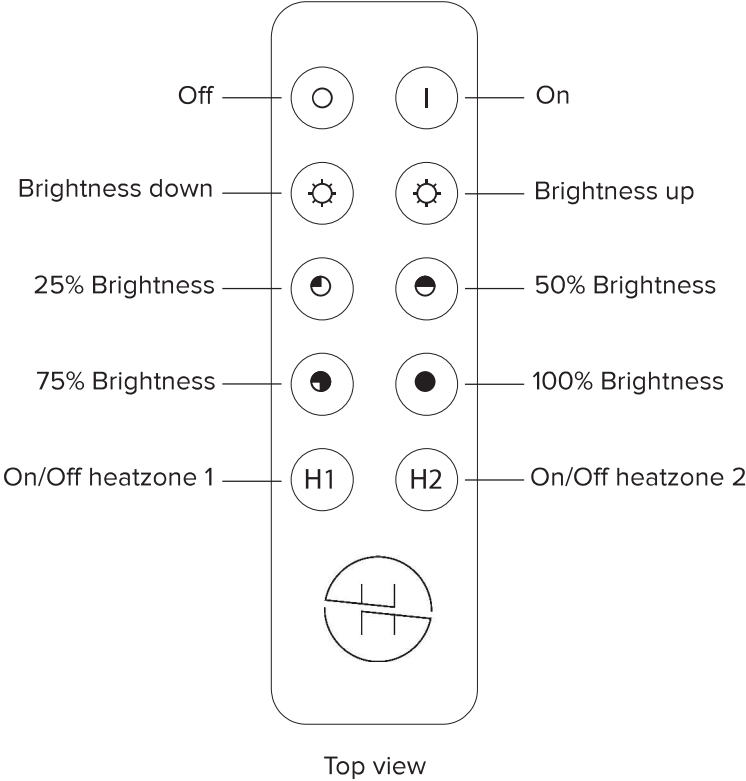 Off
On
Brightness down
Brightness up
25% Brightness
50% Brightness
75% Brightness
100% Brightness
On/Off heatzone 1
H1
H2
On/Off heatzone 2
H
Top view